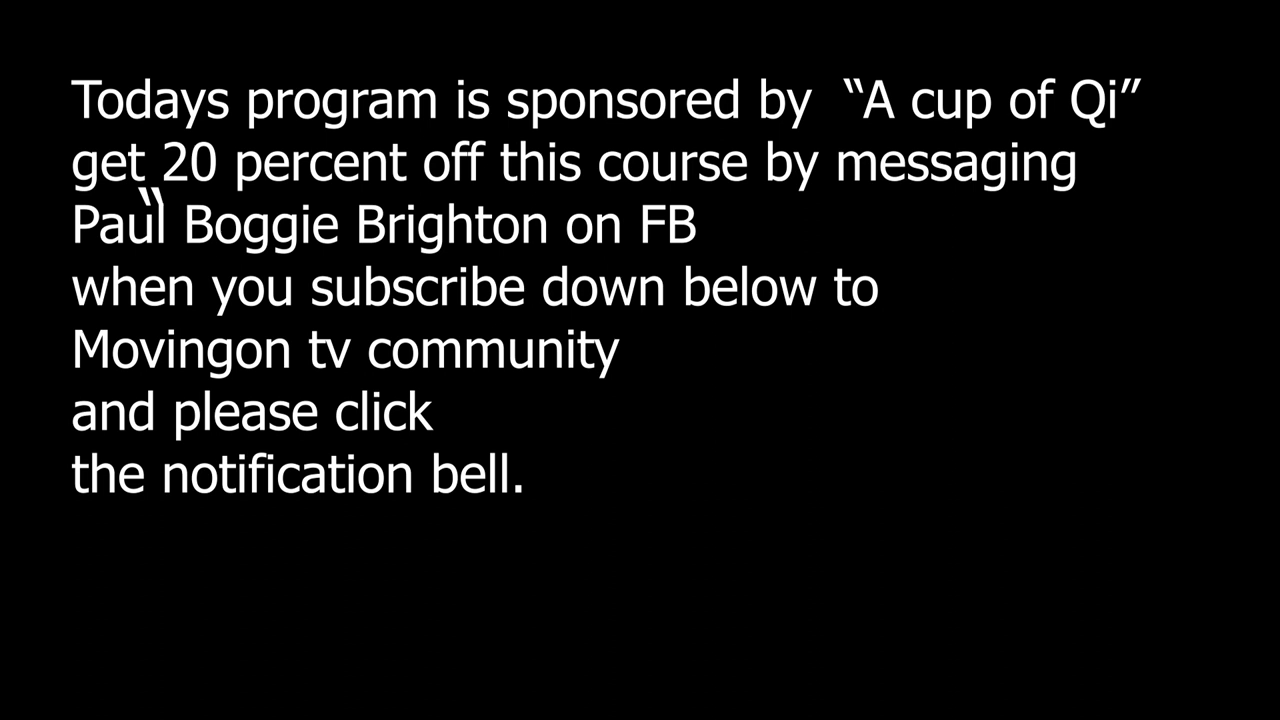 Todays program is sponsored by “A cup of Qi”
get 20 percent off this course by messaging
“
Paul Boggie Brighton on FB
when you subscribe down below to
Movingon tv community
and please click
the notification bell.